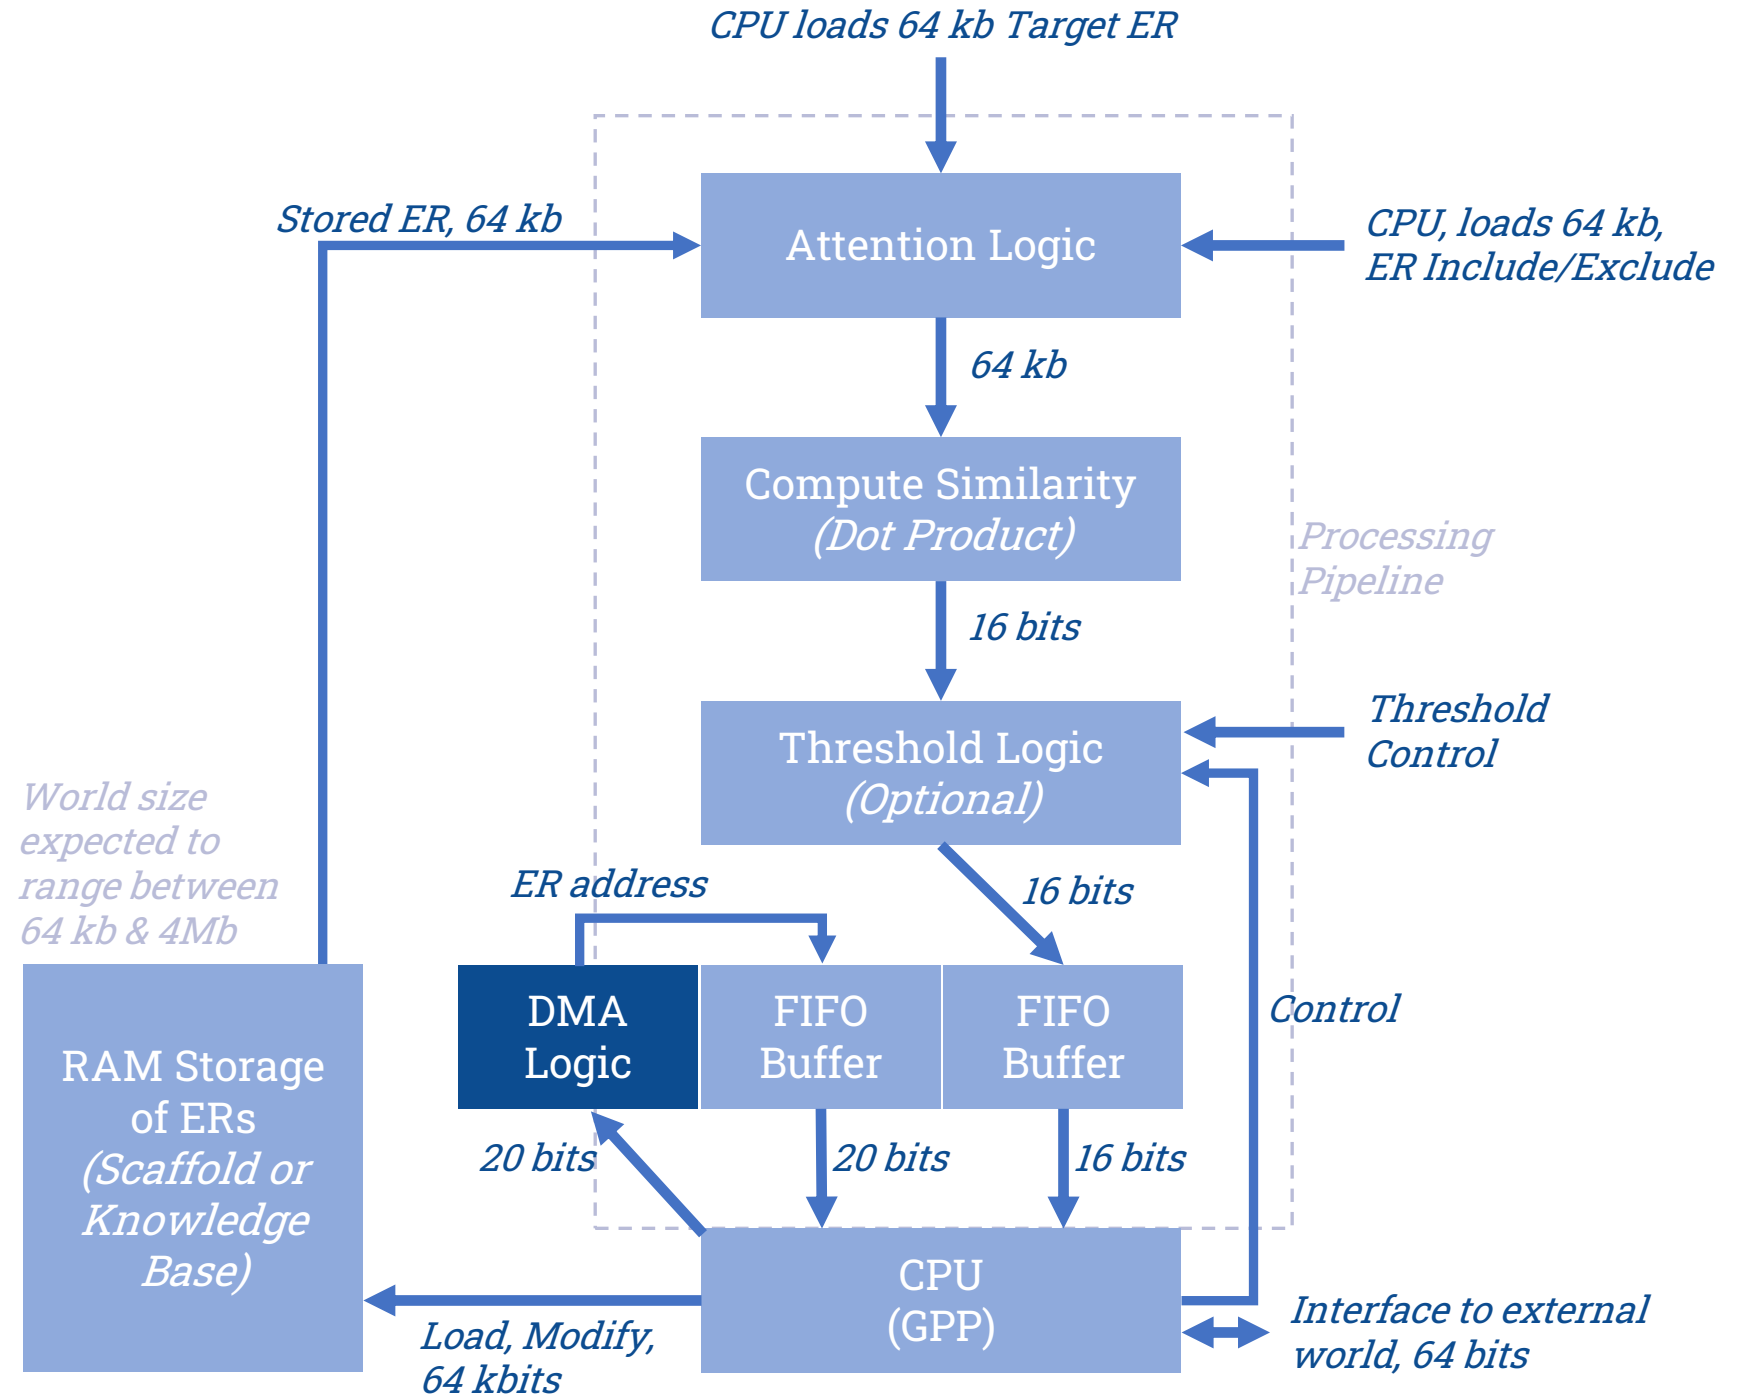 CPU loads 64 kb Target ER
Stored ER, 64 kb
Attention Logic
CPU, loads 64 kb,
ER Include/Exclude
64 kb
Compute Similarity
(Dot Product)
Processing
Pipeline
16 bits
Threshold Logic
(Optional)
Threshold
Control
World size
expected to
range between
64 kb & 4Mb
ER address
16 bits
DMA
Logic
FIFO
Buffer
FIFO
Buffer
Control
RAM Storage
of ERs
(Scaffold or
Knowledge
Base)
20 bits
20 bits
16 bits
CPU
(GPP)
Load, Modify,
64 kbits
Interface to external
world, 64 bits